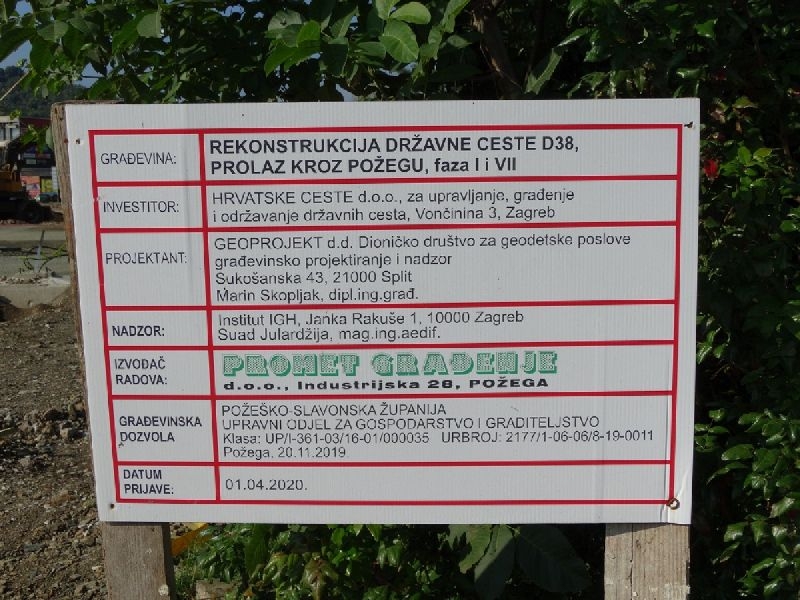 GRAĐEVINA:
REKONSTRUKCIJA DRŽAVNE CESTE D38,
PROLAZ KROZ POŽEGU, faza I i VII
INVESTITOR:
HRVATSKE CESTE d.o.o., za upravljanje, građenje
i održavanje državnih cesta, Vončinina 3, Zagreb
PROJEKTANT:
GEOPROJEKT d.d. Dioničko društvo za geodetske poslove
građevinsko projektiranje i nadzor
Sukošanska 43, 21000 Split
Marin Skopljak, dipl.ing.građ.
NADZOR:
Institut IGH, Janka Rakuše 1, 10000 Zagreb
Suad Julardžija, mag.ing.aedif.
IZVOĐAČ
RADOVA:
PROMET GRAĐENJE
d.o.o., Industrijska 28, POŽEGA
GRAĐEVINSKA
DOZVOLA
POŽEŠKO-SLAVONSKA ŽUPANIJA
UPRAVNI ODJEL ZA GOSPODARSTVO I GRADITELJSTVO
Klasa: UP/I-361-03/16-01/000035 URBROJ: 2177/1-06-06/8-19-0011
Požega, 20.11.2019
DATUM
PRIJAVE:
01.04.2020.